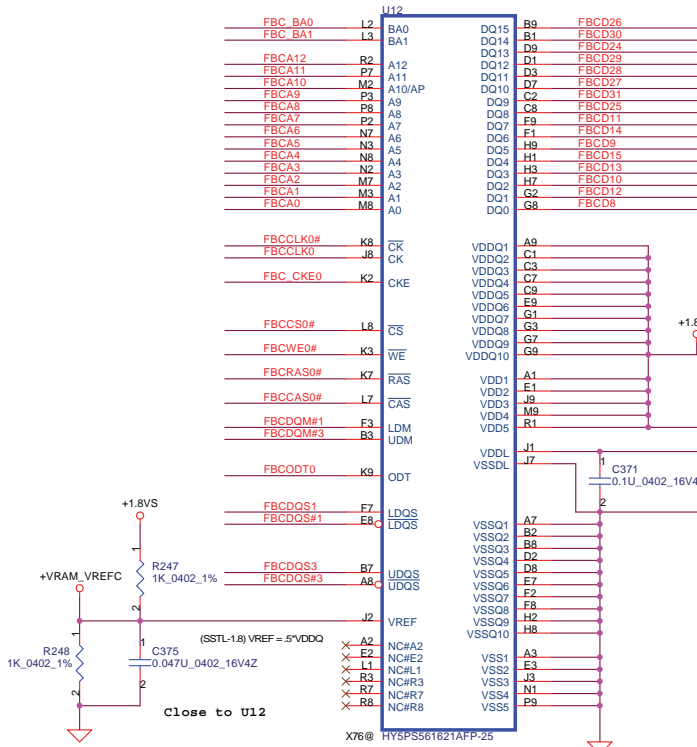 U12
FBC_BA0 L2 BA0 DQ15 B9 FBCD26
FBC_BA1 L3 BA1 DQ14 B1 FBCD30
DQ13 D9 FBCD24
FBCA12 R2 A12 DQ12 D1 FBCD29
FBCA11 P7 A11 DQ11 D3 FBCD28
FBCA10 M2 A10/AP DQ10 D7 FBCD27
FBCA9 P3 A9 DQ9 C2 FBCD31
FBCA8 P8 A8 DQ8 C8 FBCD25
FBCA7 P2 A7 DQ7 F9 FBCD11
FBCA6 N7 A6 DQ6 F1 FBCD14
FBCA5 N3 A5 DQ5 H9 FBCD9
FBCA4 N8 A4 DQ4 H1 FBCD15
FBCA3 N2 A3 DQ3 H3 FBCD13
FBCA2 M7 A2 DQ2 H7 FBCD10
FBCA1 M3 A1 DQ1 G2 FBCD12
FBCA0 M8 A0 DQ0 G8 FBCD8
FBCCLK0# K8 CK VDDQ1 A9
FBCCLK0 J8 CK VDDQ2 C1
VDDQ3 C3
FBC_CKE0 K2 CKE VDDQ4 C7
VDDQ5 C9
VDDQ6 E9
VDDQ7 G1
FBCCS0# L8 CS VDDQ8 G3
VDDQ9 G7
FBCWE0# K3 WE VDDQ10 G9
+1.8
FBCRAS0# K7 RAS VDD1 A1
VDD2 E1
FBCCAS0# L7 CAS VDD3 J9
VDD4 M9
FBCDQM#1 F3 LDM VDD5 R1
FBCDQM#3 B3 UDM
VDDL J1
VSSDL J7
FBCODT0 K9 ODT
1
C371
0.1U_0402_16V4
2
+1.8VS
FBCDQS1 F7 LDQS
FBCDQS#1 E8 LDQS VSSQ1 A7
VSSQ2 B2
VSSQ3 B8
VSSQ4 D2
FBCDQS3 B7 UDQS VSSQ5 D8
FBCDQS#3 A8 UDQS VSSQ6 E7
VSSQ7 F2
VSSQ8 F8
J2 VREF VSSQ9 H2
VSSQ10 H8
1
R247
1K_0402_1%
2
+VRAM_VREFC
(SSTL-1.8) VREF = .5*VDDQ
1
R248
1K_0402_1%
2
1
C375
0.047U_0402_16V4Z
2
A2 NC#A2 VSS1 A3
E2 NC#E2 VSS2 E3
L1 NC#L1 VSS3 J3
R3 NC#R3 VSS4 N1
R7 NC#R7 VSS5 P9
R8 NC#R8
Close to U12
X76@ HY5PS561621AFP-25